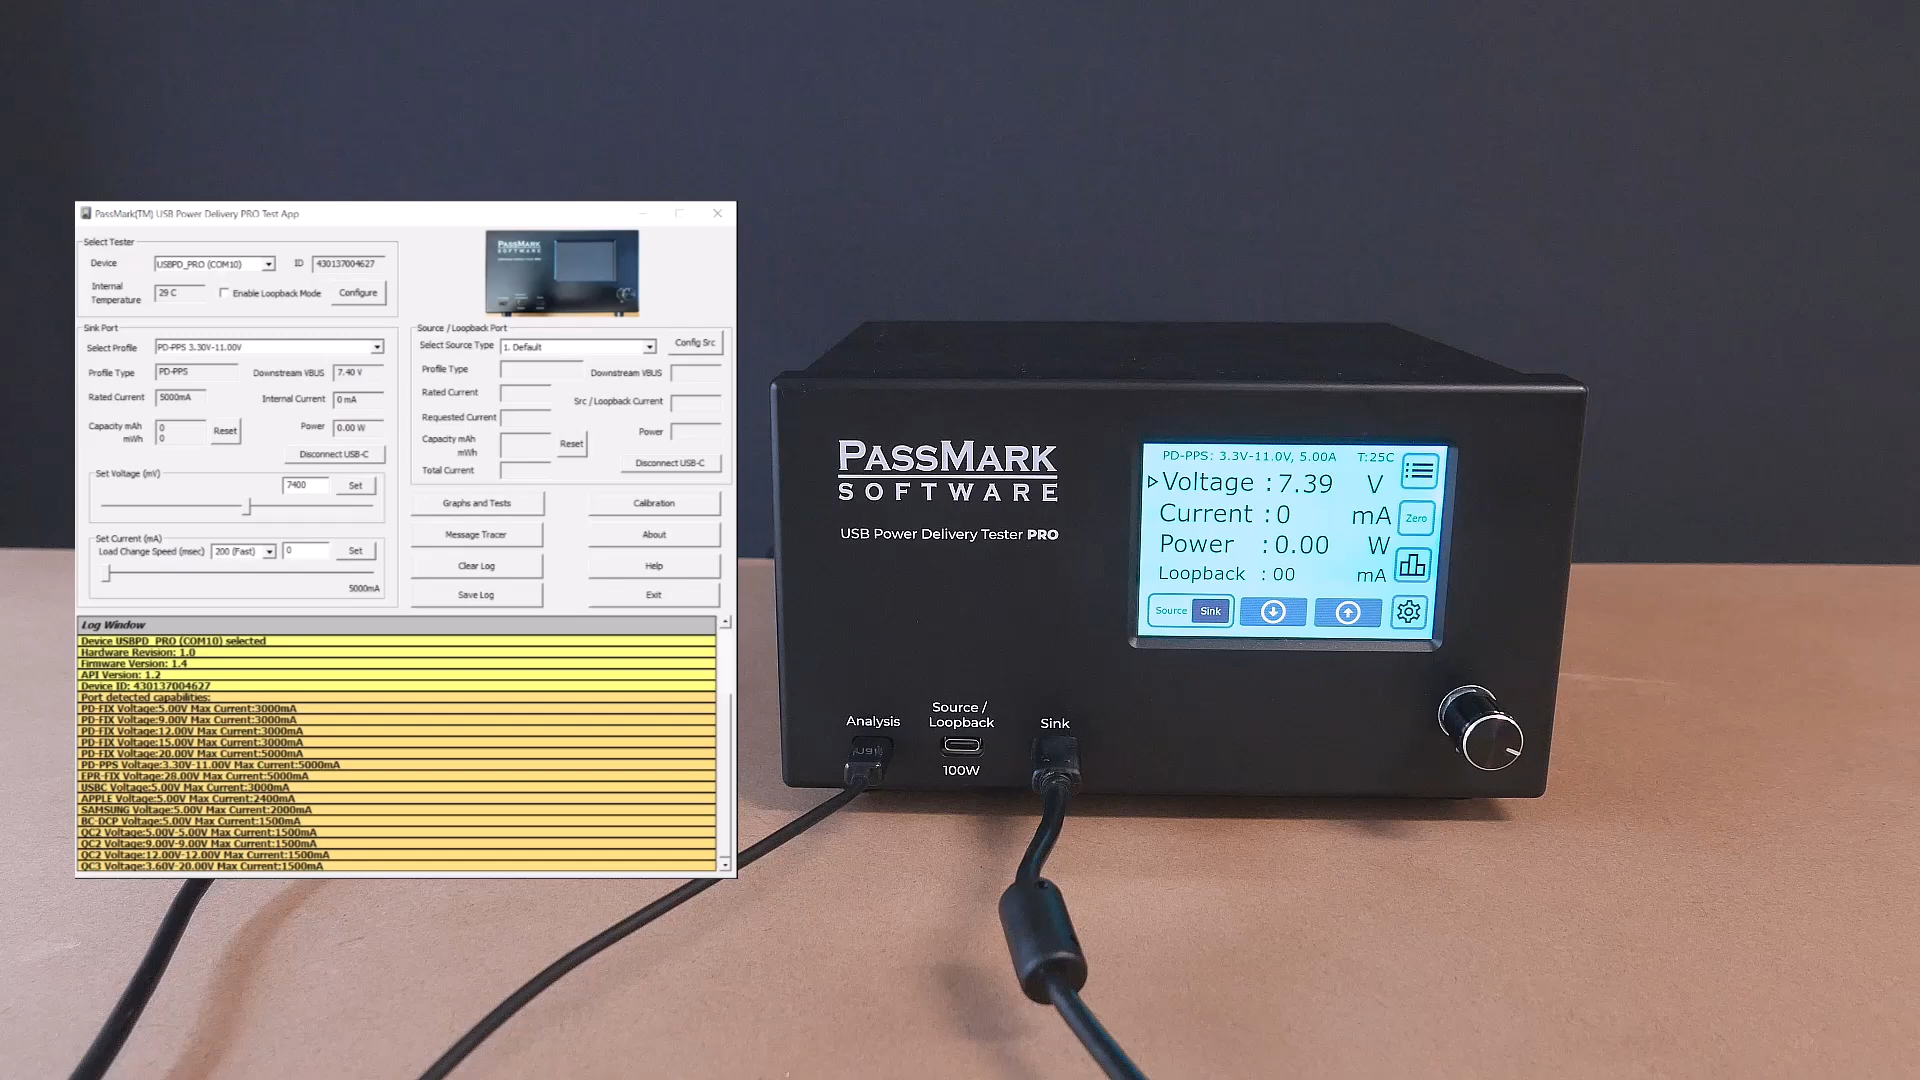 PassMark(TM) USB Power Delivery PRO Test App
Select Tester
Device USBPD_PRO (COM10) ID 430137004627
Internal Temperature 29 C Enable Loopback Mode Configure
PASSMARK
SOFTWARE
Sink Port
Select Profile PD-PPS 3.30V-11.00V
Profile Type PD-PPS Downstream VBUS 7.40 V
Rated Current 5000mA Internal Current 0 mA
Capacity mAh 0 Reset Power 0.00 W
mWh 0
Disconnect USB-C
Set Voltage (mV)
7400 Set
Set Current (mA)
Load Change Speed (msec) 200 (Fast) 0 Set
5000mA
Source / Loopback Port
Select Source Type 1. Default Config Src
Profile Type Downstream VBUS
Rated Current Src / Loopback Current
Requested Current
Capacity mAh Reset Power
mWh
Total Current Disconnect USB-C
Graphs and Tests Calibration
Message Tracer About
Clear Log Help
Save Log Exit
Log Window
Device USBPD_PRO (COM10) selected
Hardware Revision: 1.0
Firmware Version: 1.4
API Version: 1.2
Device ID: 430137004627
Port detected capabilities:
PD-FIX Voltage:5.00V Max Current:3000mA
PD-FIX Voltage:9.00V Max Current:3000mA
PD-FIX Voltage:12.00V Max Current:3000mA
PD-FIX Voltage:15.00V Max Current:3000mA
PD-FIX Voltage:20.00V Max Current:5000mA
PD-PPS Voltage:3.30V-11.00V Max Current:5000mA
EPR-FIX Voltage:28.00V Max Current:5000mA
USBC Voltage:5.00V Max Current:3000mA
APPLE Voltage:5.00V Max Current:2400mA
SAMSUNG Voltage:5.00V Max Current:2000mA
BC-DCP Voltage:5.00V Max Current:1500mA
QC2 Voltage:5.00V-5.00V Max Current:1500mA
QC2 Voltage:9.00V-9.00V Max Current:1500mA
QC2 Voltage:12.00V-12.00V Max Current:1500mA
QC3 Voltage:3.60V-20.00V Max Current:1500mA
PASSMARK
SOFTWARE
USB Power Delivery Tester PRO
PD-PPS: 3.3V-11.0V, 5.00A T:25C
Voltage : 7.39 V
Current : 0 mA
Zero
Power : 0.00 W
Loopback : 00 mA
Source Sink
Analysis
Source /
Loopback
100W
Sink